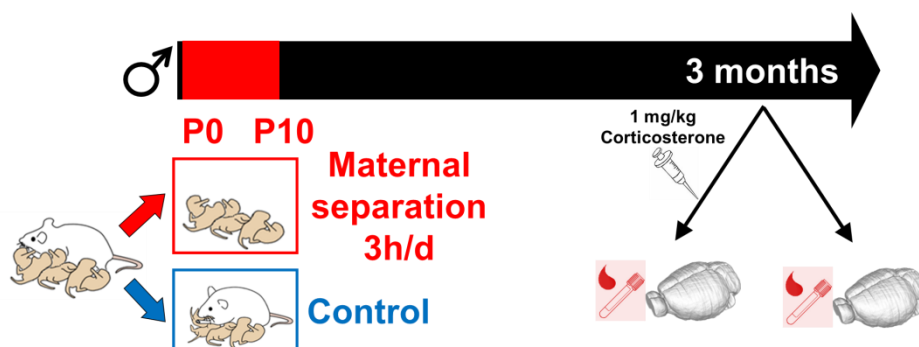 3 months
P0 P10
1 mg/kg
Corticosterone
Maternal
separation
3h/d
Control